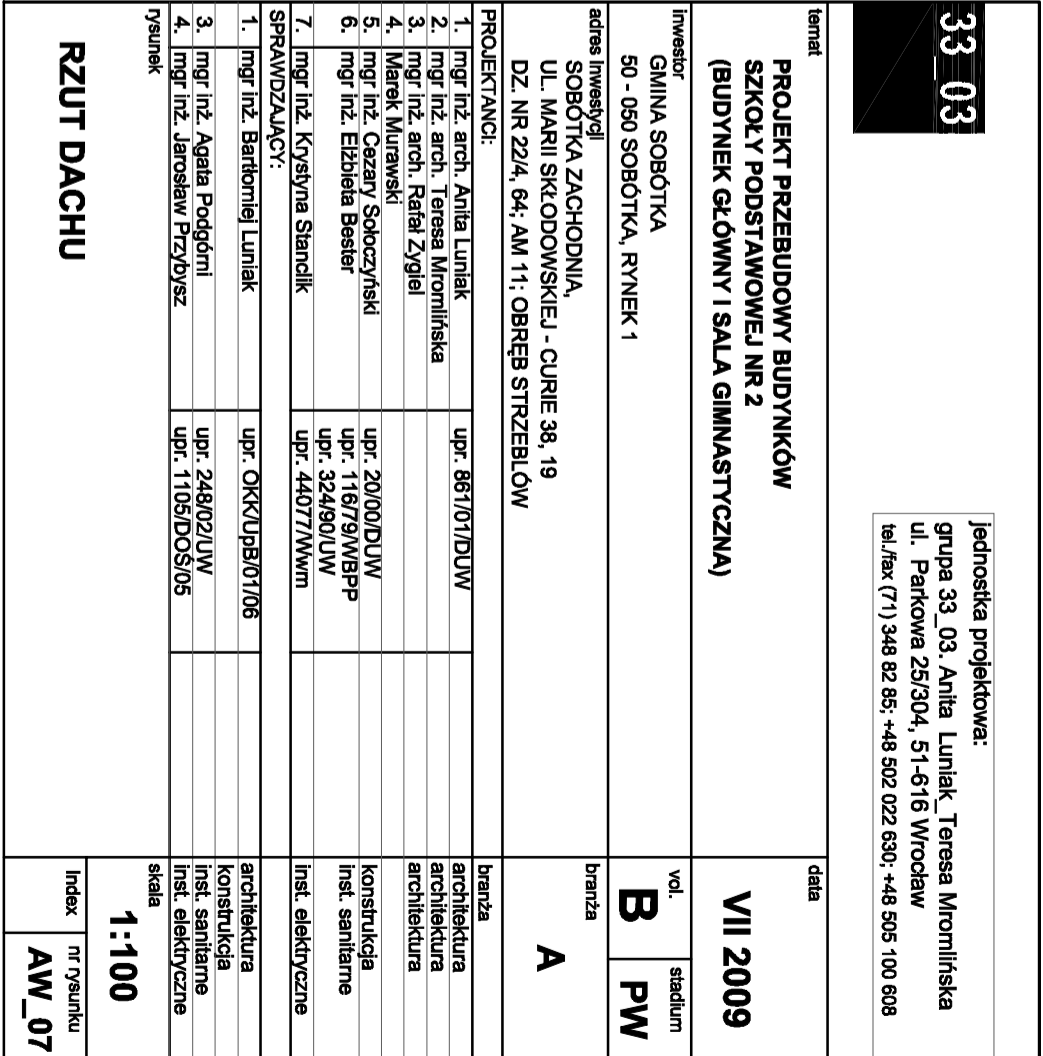 33_03
jednostka projektowa:
grupa 33_03. Anita Luniak_Teresa Mromlińska
ul. Parkowa 25/304, 51-616 Wrocław
tel./fax (71) 348 82 85; +48 502 022 630; +48 505 100 608
temat
PROJEKT PRZEBUDOWY BUDYNKÓW
SZKOŁY PODSTAWOWEJ NR 2
(BUDYNEK GŁÓWNY I SALA GIMNASTYCZNA)
data
VII 2009
inwestor
GMINA SOBÓTKA
50 - 050 SOBÓTKA, RYNEK 1
vol.
B
stadium
PW
adres inwestycji
SOBÓTKA ZACHODNIA,
UL. MARII SKŁODOWSKIEJ - CURIE 38, 19
DZ. NR 22/4, 64; AM 11; OBRĘB STRZEBLÓW
branża
A
PROJEKTANCI: branża
1. mgr inż. arch. Anita Luniak upr. 861/01/DUW architektura
2. mgr inż. arch. Teresa Mromlińska architektura
3. mgr inż. arch. Rafał Zygiel architektura
4. Marek Murawski
5. mgr inż. Cezary Sołoczyński upr. 20/00/DUW konstrukcja
6. mgr inż. Elżbieta Bester upr. 116/79/WBPP inst. sanitarne
upr. 324/90/UW
7. mgr inż. Krystyna Stanclik upr. 44077/Wwm inst. elektryczne
SPRAWDZAJĄCY:
1. mgr inż. Bartłomiej Luniak upr. OKK/UpB/01/06 architektura
konstrukcja
3. mgr inż. Agata Podgórni upr. 248/02/UW inst. sanitarne
4. mgr inż. Jarosław Przybysz upr. 1105/DOŚ/05 inst. elektryczne
rysunek
RZUT DACHU
skala
1:100
index
nr rysunku
AW_07